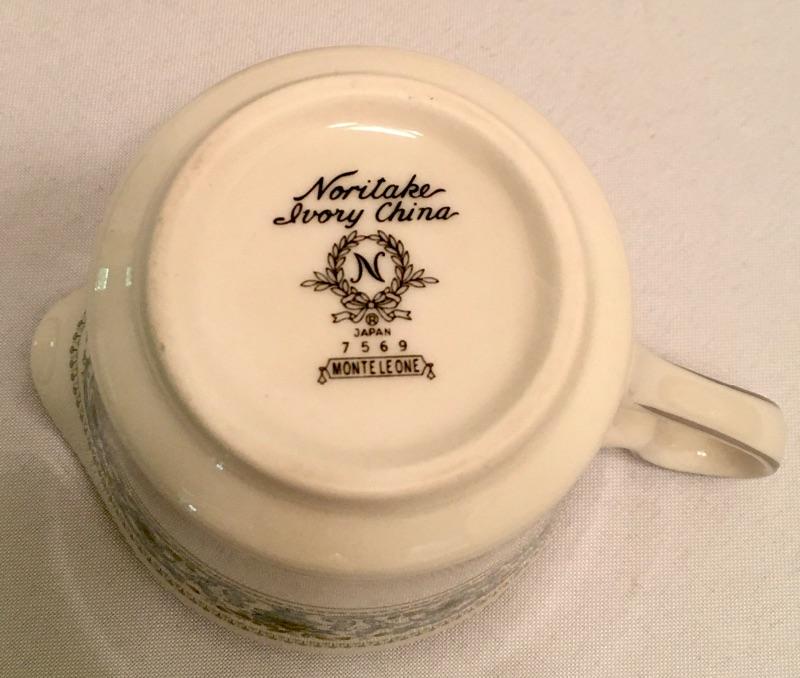 Noritake
Ivory China
N
®
JAPAN
7569
MONTELEONE